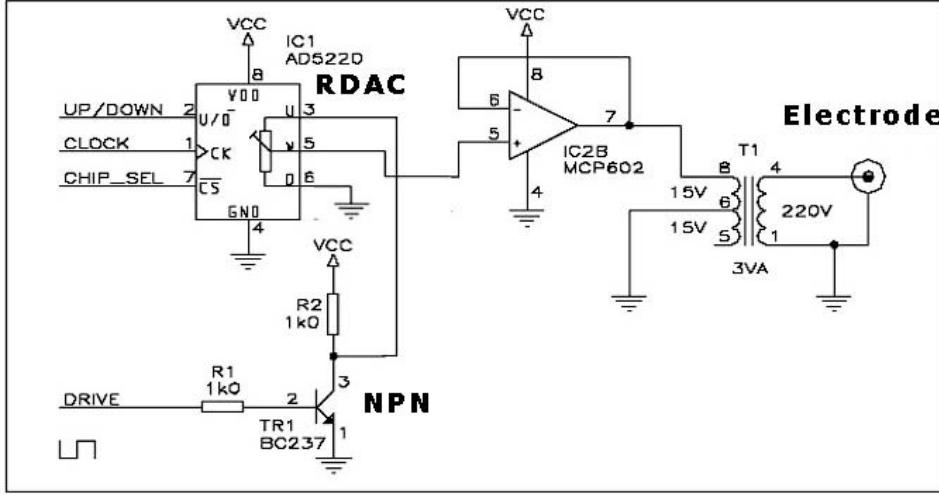 VCC
IC1
AD5220
RDAC
8
VDD
UP/DOWN
2
U/D
U
3
CLOCK
1
CK
W
5
CHIP_SEL
7
CS
D
6
GND
4
VCC
8
6
-
7
5
+
IC2B
MCP602
4
Electrode
T1
8
4
15V
6
220V
15V
5
1
3VA
VCC
R2
1k0
R1
1k0
3
NPN
DRIVE
2
TR1
BC237
1